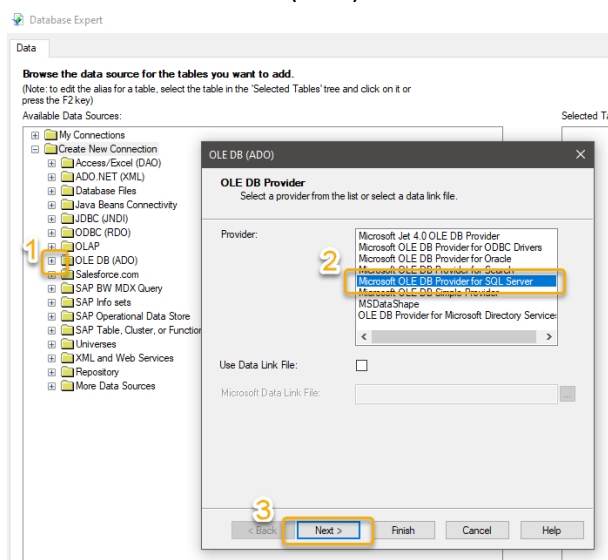 Database Expert
Data
Browse the data source for the tables you want to add.
(Note: to edit the alias for a table, select the table in the 'Selected Tables' tree and click on it or
press the F2 key)
Available Data Sources:
Selected Ta
My Connections
Create New Connection
Access/Excel (DAO)
ADO.NET (XML)
Database Files
Java Beans Connectivity
JDBC (JNDI)
ODBC (RDO)
OLAP
1
OLE DB (ADO)
Salesforce.com
SAP BW MDX Query
SAP Info sets
SAP Operational Data Store
SAP Table, Cluster, or Function
Universes
XML and Web Services
Repository
More Data Sources
OLE DB (ADO)
OLE DB Provider
Select a provider from the list or select a data link file.
Provider:
Microsoft Jet 4.0 OLE DB Provider
Microsoft OLE DB Provider for ODBC Drivers
Microsoft OLE DB Provider for Oracle
Microsoft OLE DB Provider for Search
2
Microsoft OLE DB Provider for SQL Server
Microsoft OLE DB Simple Provider
MSDataShape
OLE DB Provider for Microsoft Directory Services
Use Data Link File:
Microsoft Data Link File:
...
3
< Back
Next >
Finish
Cancel
Help